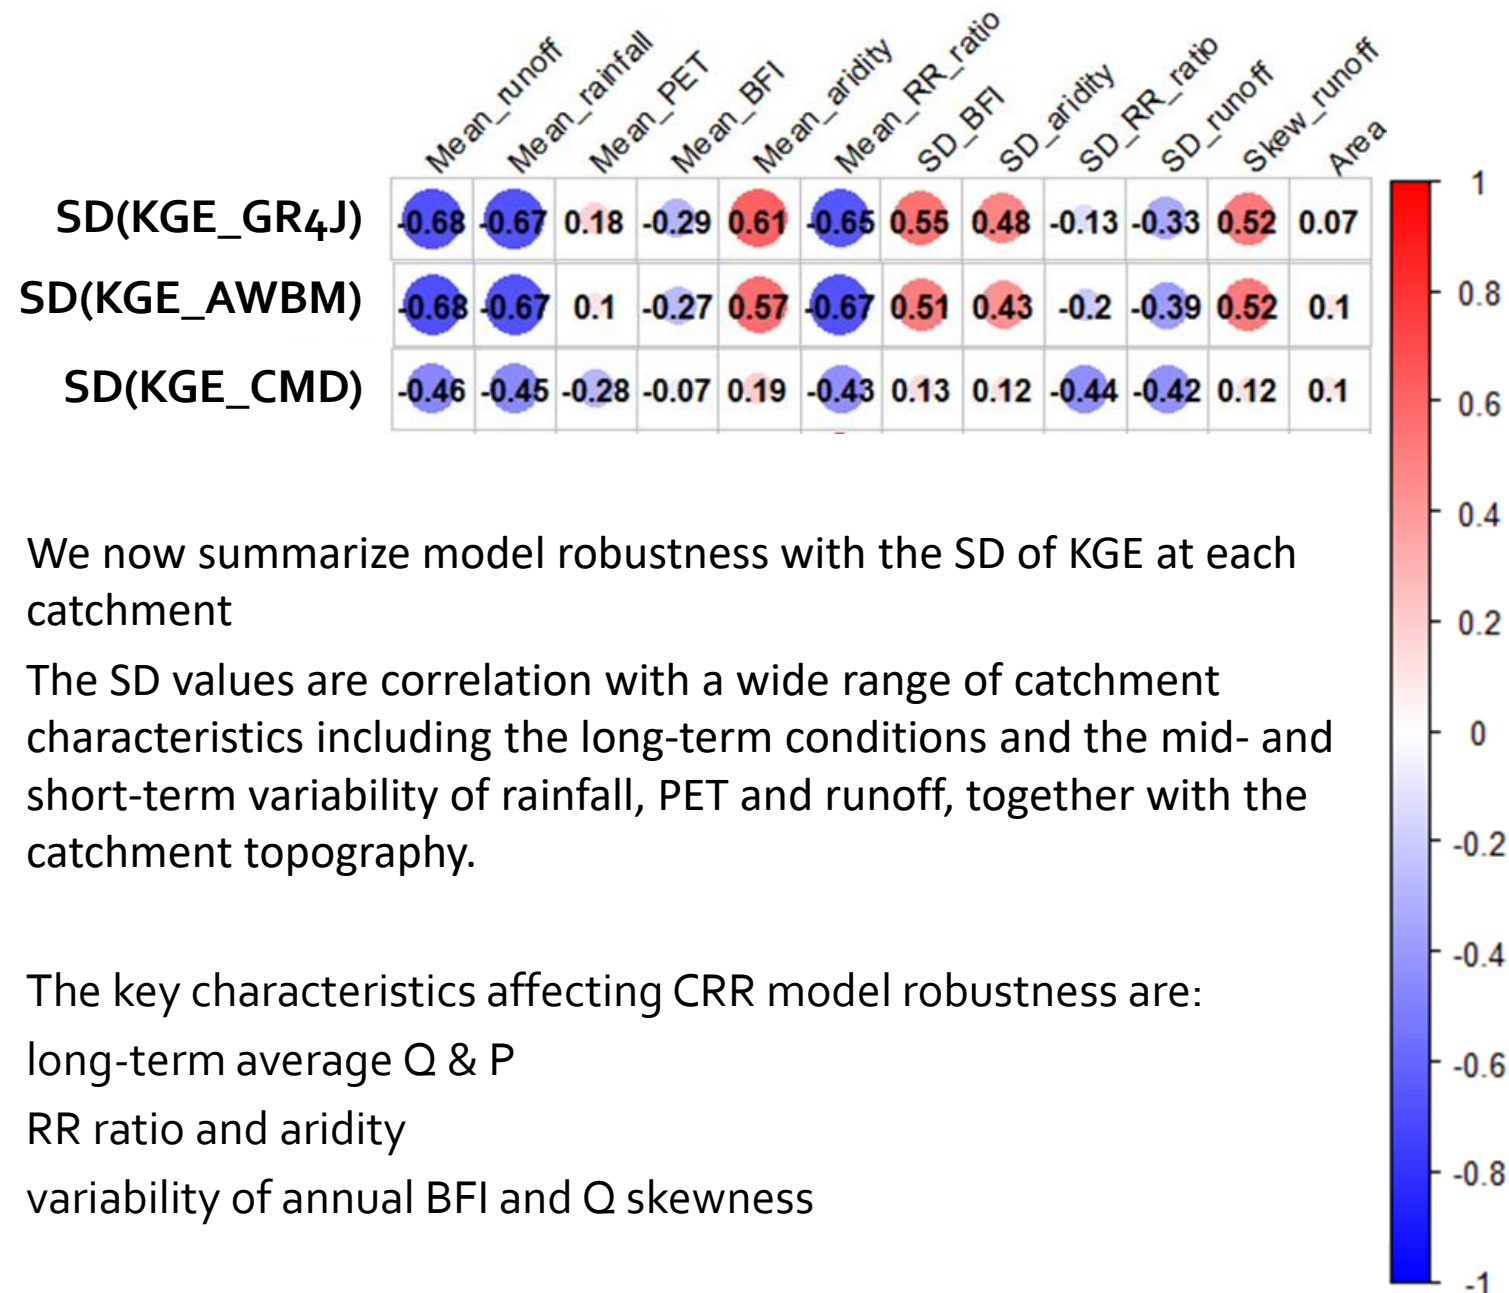 Mean_runoff Mean_rainfall Mean_PET Mean_BFI Mean_aridity Mean_RR_ratio SD_BFI SD_aridity SD_RR_ratio SD_runoff Skew_runoff Area
SD(KGE_GR4J) -0.68 -0.67 0.18 -0.29 0.61 -0.65 0.55 0.48 -0.13 -0.33 0.52 0.07
SD(KGE_AWBM) -0.68 -0.67 0.1 -0.27 0.57 -0.67 0.51 0.43 -0.2 -0.39 0.52 0.1
SD(KGE_CMD) -0.46 -0.45 -0.28 -0.07 0.19 -0.43 0.13 0.12 -0.44 -0.42 0.12 0.1
1
0.8
0.6
0.4
0.2
0
-0.2
-0.4
-0.6
-0.8
-1
We now summarize model robustness with the SD of KGE at each
catchment
The SD values are correlation with a wide range of catchment
characteristics including the long-term conditions and the mid- and
short-term variability of rainfall, PET and runoff, together with the
catchment topography.
The key characteristics affecting CRR model robustness are:
long-term average Q & P
RR ratio and aridity
variability of annual BFI and Q skewness